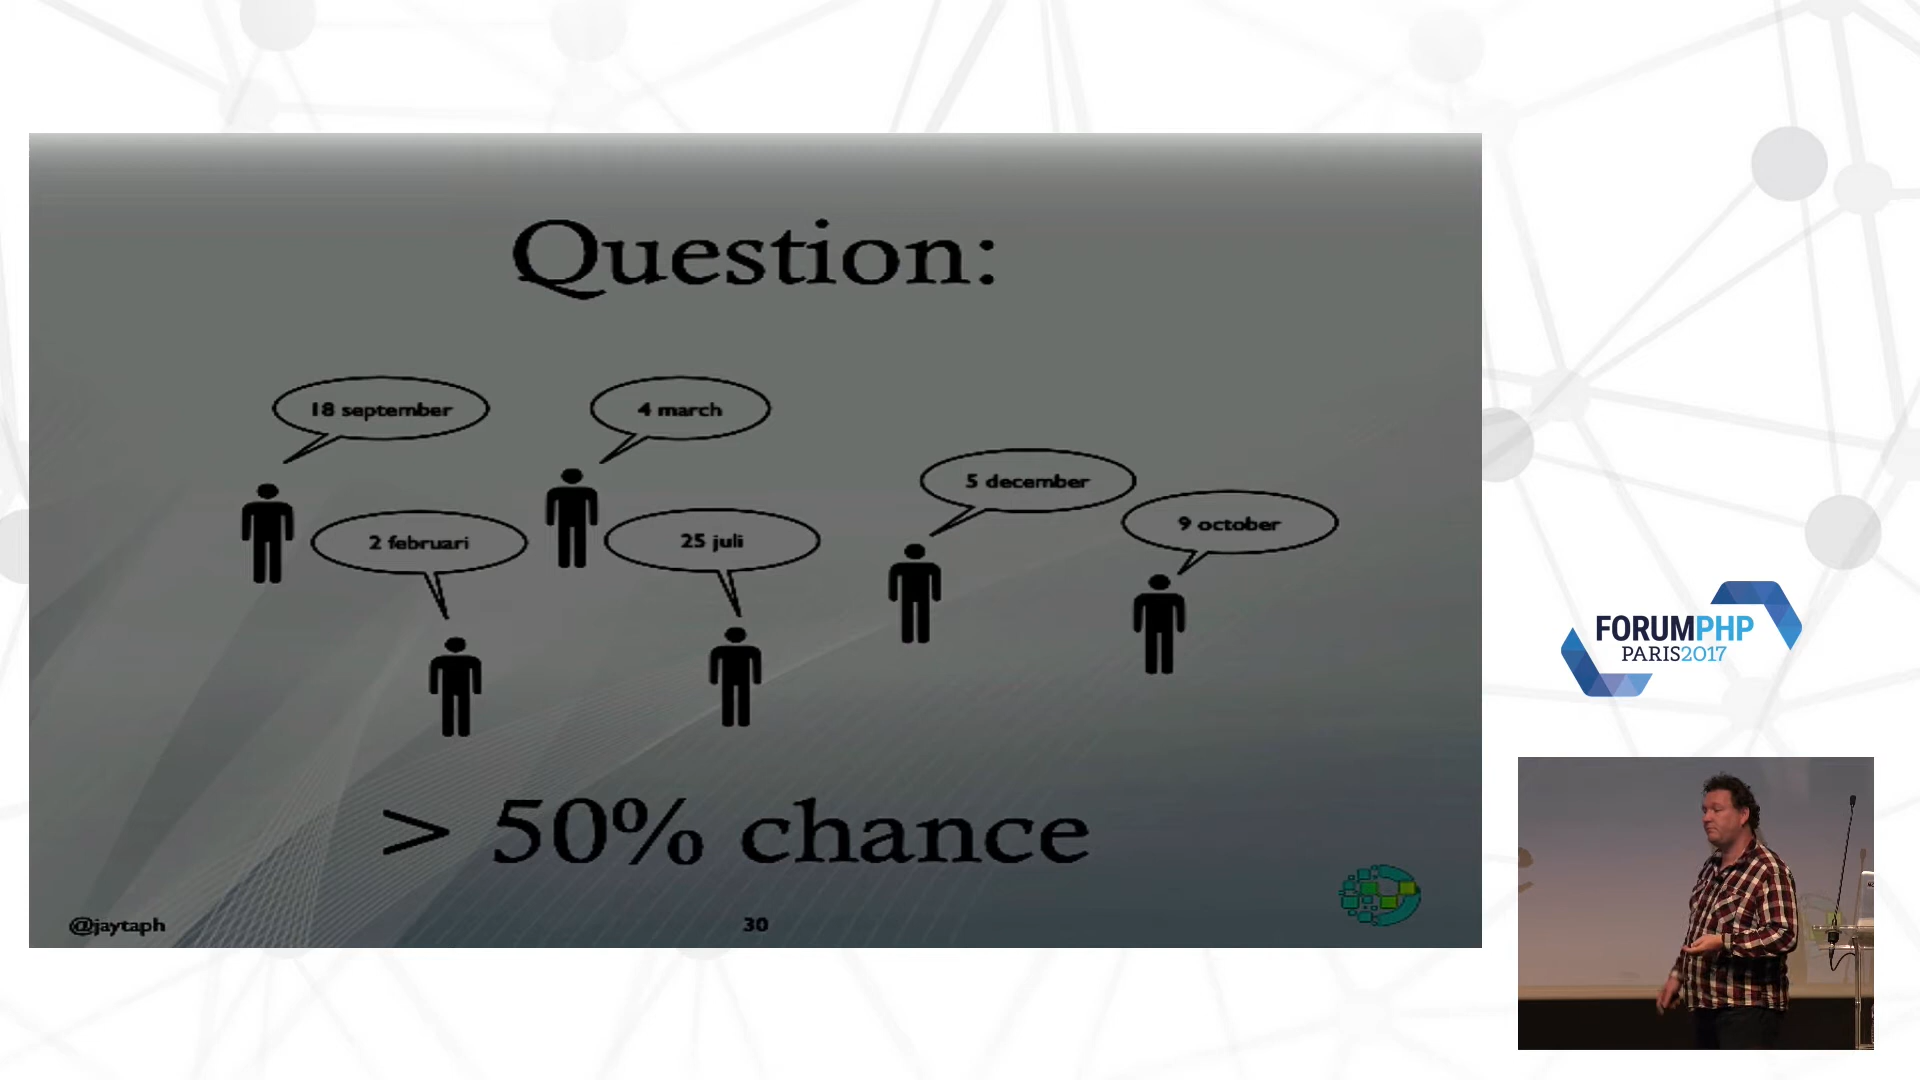 Question:
18 september
4 march
5 december
9 october
2 februari
25 juli
> 50% chance
@jaytaph
30
FORUMPHP
PARIS2017